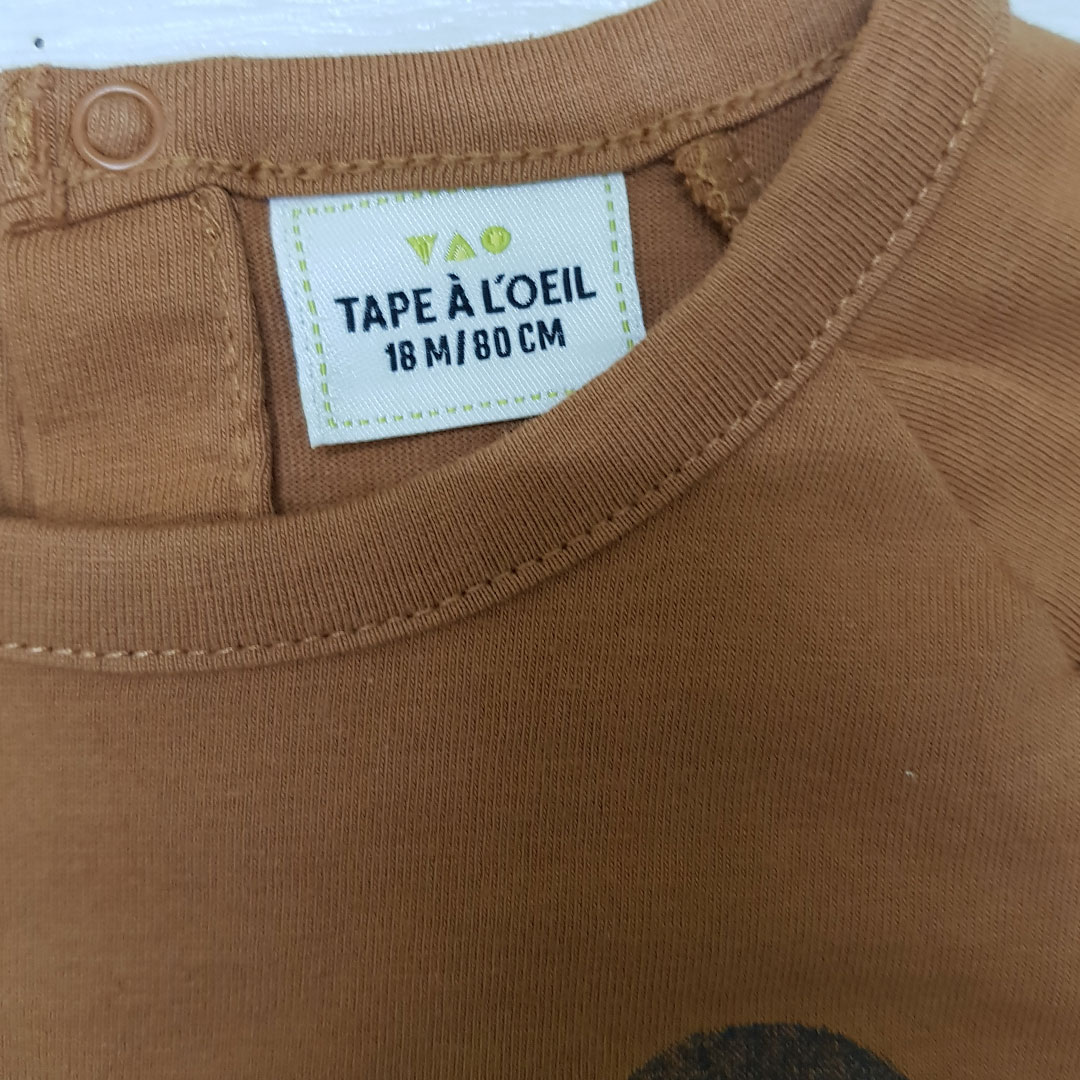 TAPE À L'OEIL
18 M/80 CM